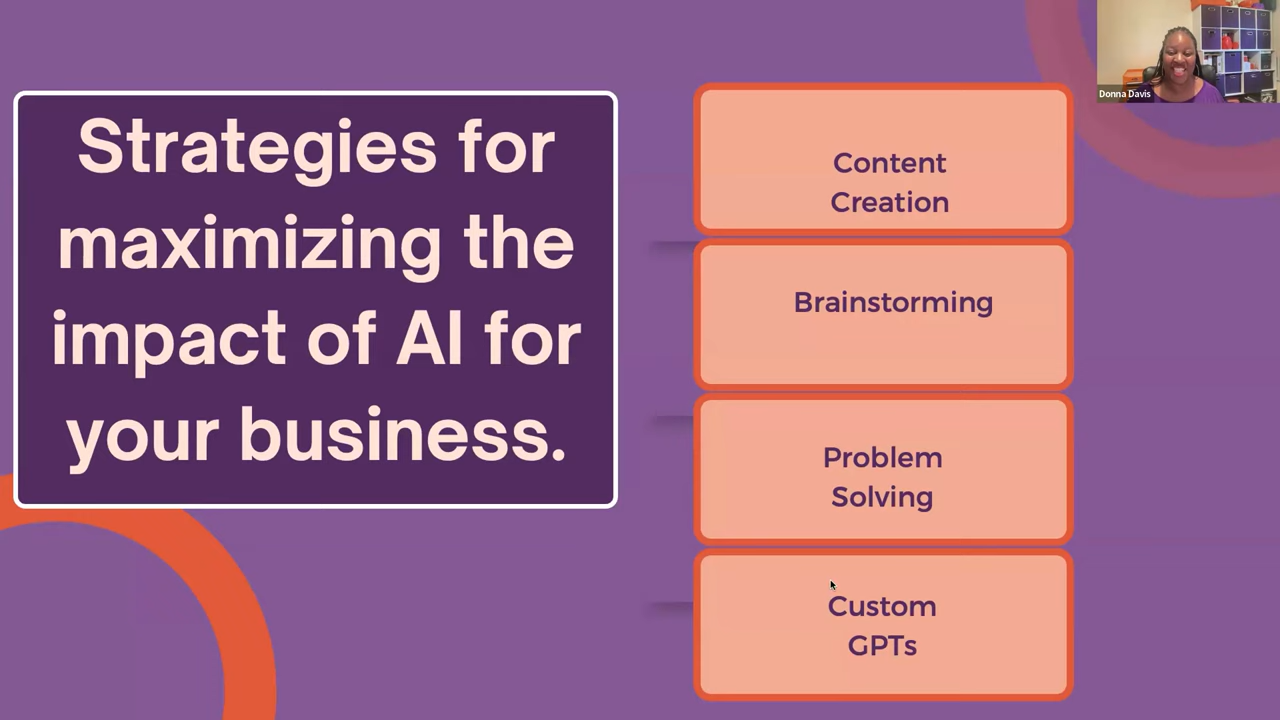 Strategies for
maximizing the
impact of AI for
your business.
Content
Creation
Brainstorming
Problem
Solving
Custom
GPTs
Donna Davis